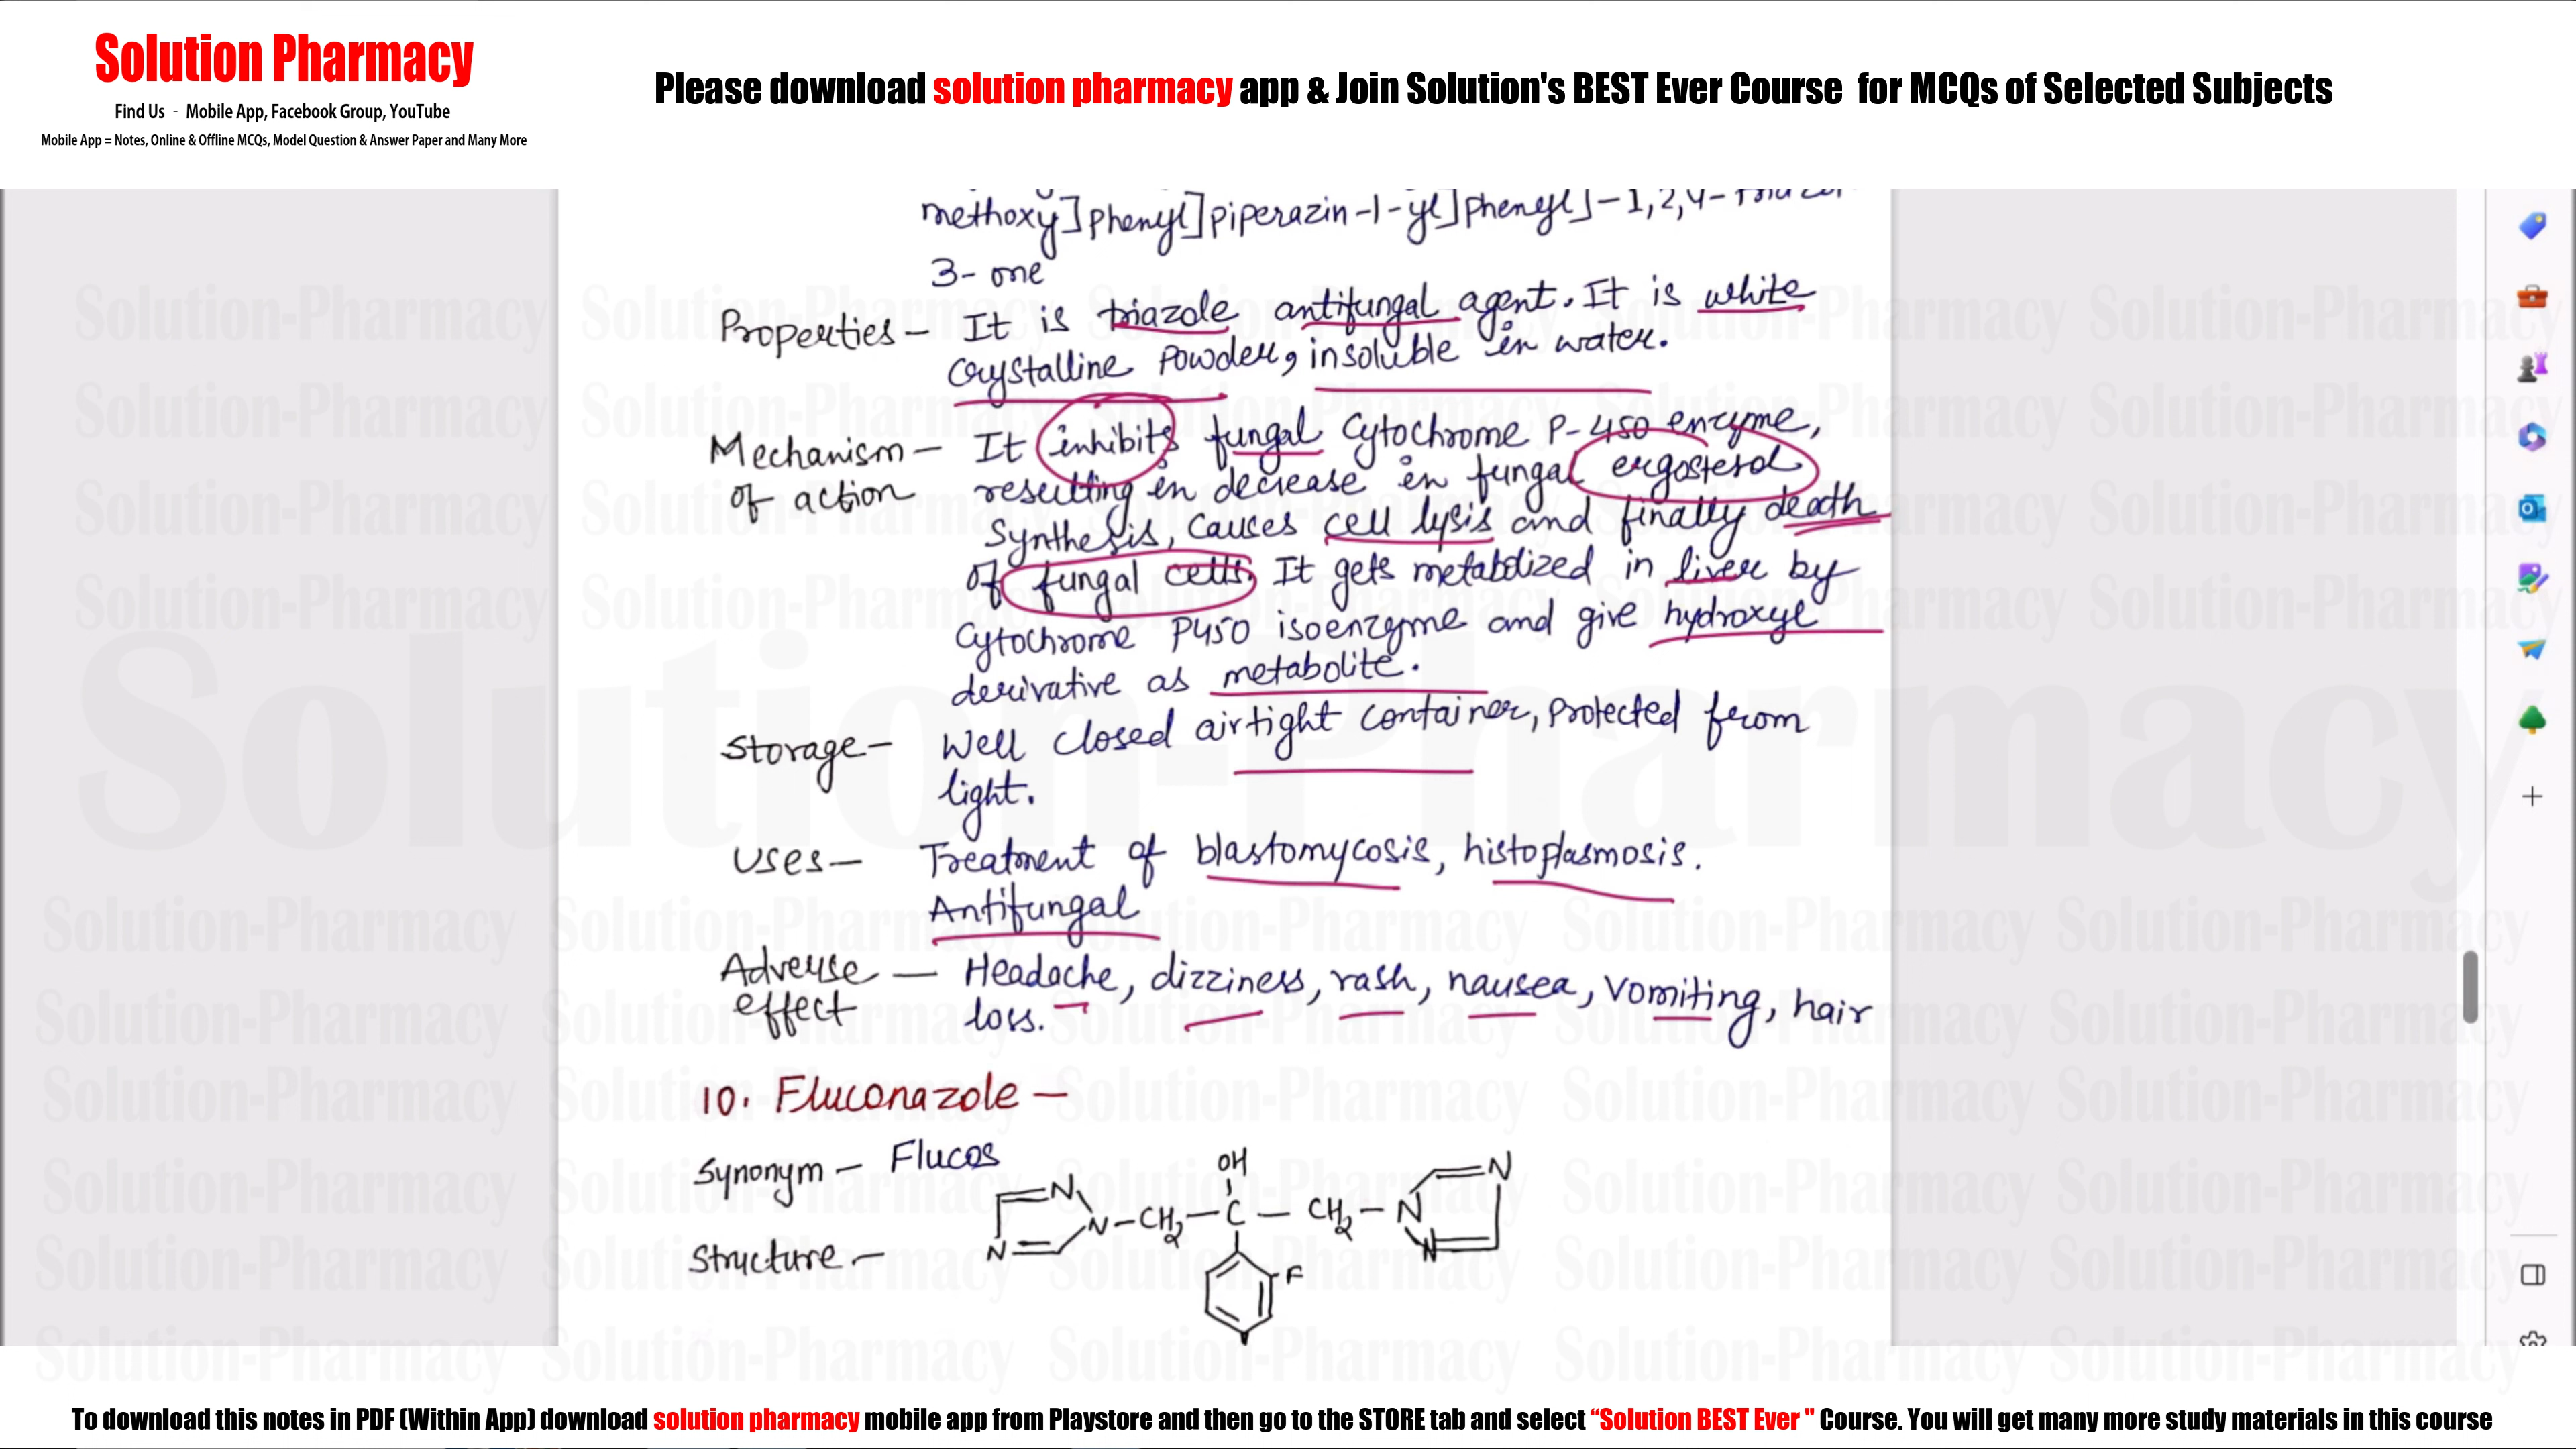 Solution Pharmacy
Find Us - Mobile App, Facebook Group, YouTube
Mobile App = Notes, Online & Offline MCQs, Model Question & Answer Paper and Many More
Please download solution pharmacy app & Join Solution's BEST Ever Course for MCQs of Selected Subjects
methoxy]phenyl]piperazin-1-yl]phenyl]-1,2,4-
3- one
Properties - It is triazole antifungal agent. It is white
crystalline powder, insoluble in water.
Mechanism of action - It inhibits fungal cytochrome P-450 enzyme,
resulting in decrease in fungal ergosterol
synthesis, causes cell lysis and finally death
of fungal cells. It gets metabolized in liver by
cytochrome P450 isoenzyme and give hydroxyl
derivative as metabolite.
Storage - Well closed airtight container, protected from
light.
Uses - Treatment of blastomycosis, histoplasmosis.
Antifungal
Adverse effect - Headache, dizziness, rash, nausea, vomiting, hair
loss.
10. Fluconazole -
Synonym - Flucos
Structure -
OH
N N N-CH2-C-CH2-N N N
F
Solution-Pharmacy
To download this notes in PDF (Within App) download solution pharmacy mobile app from Playstore and then go to the STORE tab and select “Solution BEST Ever " Course. You will get many more study materials in this course